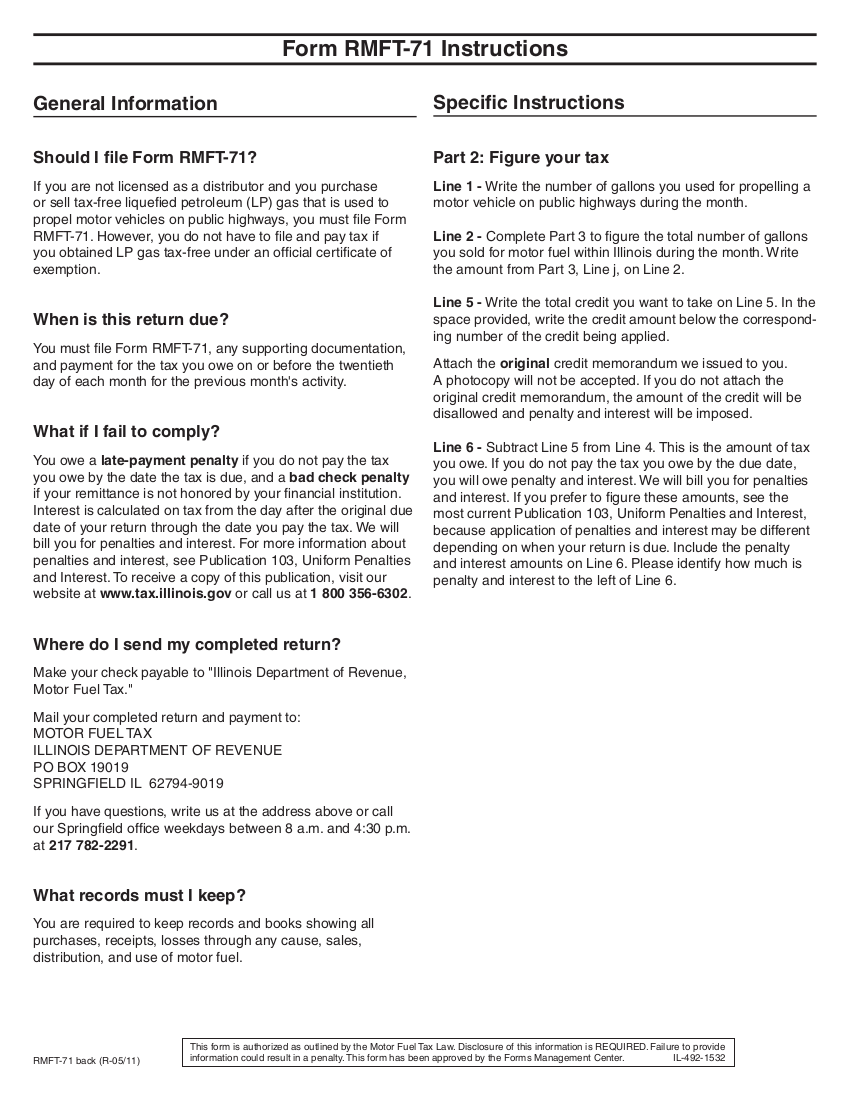 Form RMFT-71 Instructions
General Information
Should I file Form RMFT-71?
If you are not licensed as a distributor and you purchase
or sell tax-free liquefied petroleum (LP) gas that is used to
propel motor vehicles on public highways, you must file Form
RMFT-71. However, you do not have to file and pay tax if
you obtained LP gas tax-free under an official certificate of
exemption.
When is this return due?
You must file Form RMFT-71, any supporting documentation,
and payment for the tax you owe on or before the twentieth
day of each month for the previous month's activity.
What if I fail to comply?
You owe a late-payment penalty if you do not pay the tax
you owe by the date the tax is due, and a bad check penalty
if your remittance is not honored by your financial institution.
Interest is calculated on tax from the day after the original due
date of your return through the date you pay the tax. We will
bill you for penalties and interest. For more information about
penalties and interest, see Publication 103, Uniform Penalties
and Interest. To receive a copy of this publication, visit our
website at www.tax.illinois.gov or call us at 1 800 356-6302.
Where do I send my completed return?
Make your check payable to "Illinois Department of Revenue,
Motor Fuel Tax."
Mail your completed return and payment to:
MOTOR FUEL TAX
ILLINOIS DEPARTMENT OF REVENUE
PO BOX 19019
SPRINGFIELD IL  62794-9019
If you have questions, write us at the address above or call
our Springfield office weekdays between 8 a.m. and 4:30 p.m.
at 217 782-2291.
What records must I keep?
You are required to keep records and books showing all
purchases, receipts, losses through any cause, sales,
distribution, and use of motor fuel.
Specific Instructions
Part 2: Figure your tax
Line 1 - Write the number of gallons you used for propelling a
motor vehicle on public highways during the month.
Line 2 - Complete Part 3 to figure the total number of gallons
you sold for motor fuel within Illinois during the month. Write
the amount from Part 3, Line j, on Line 2.
Line 5 - Write the total credit you want to take on Line 5. In the
space provided, write the credit amount below the correspond-
ing number of the credit being applied.
Attach the original credit memorandum we issued to you.
A photocopy will not be accepted. If you do not attach the
original credit memorandum, the amount of the credit will be
disallowed and penalty and interest will be imposed.
Line 6 - Subtract Line 5 from Line 4. This is the amount of tax
you owe. If you do not pay the tax you owe by the due date,
you will owe penalty and interest. We will bill you for penalties
and interest. If you prefer to figure these amounts, see the
most current Publication 103, Uniform Penalties and Interest,
because application of penalties and interest may be different
depending on when your return is due. Include the penalty
and interest amounts on Line 6. Please identify how much is
penalty and interest to the left of Line 6.
RMFT-71 back (R-05/11)
This form is authorized as outlined by the Motor Fuel Tax Law. Disclosure of this information is REQUIRED. Failure to provide
information could result in a penalty. This form has been approved by the Forms Management Center. IL-492-1532